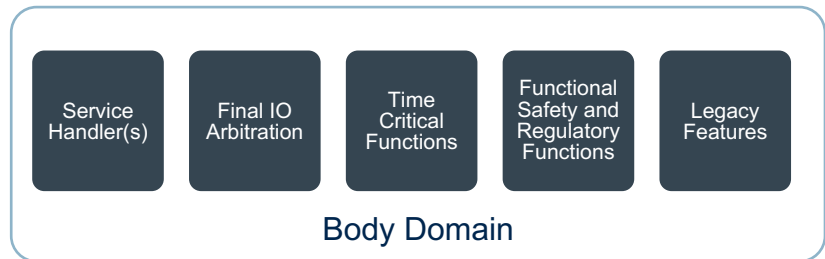 Service
Handler(s)
Final IO
Arbitration
Time
Critical
Functions
Functional
Safety and
Regulatory
Functions
Legacy
Features
Body Domain